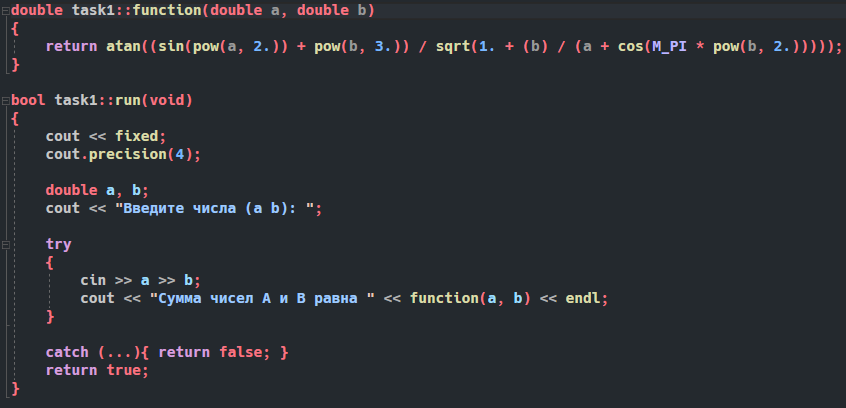 double task1::function(double a, double b)
{
    return atan((sin(pow(a, 2.)) + pow(b, 3.)) / sqrt(1. + (b) / (a + cos(M_PI * pow(b, 2.)))));
}
bool task1::run(void)
{
    cout << fixed;
    cout.precision(4);
    double a, b;
    cout << "Введите числа (a b): ";
    try
    {
        cin >> a >> b;
        cout << "Сумма чисел А и В равна " << function(a, b) << endl;
    }
    catch (...){ return false; }
    return true;
}